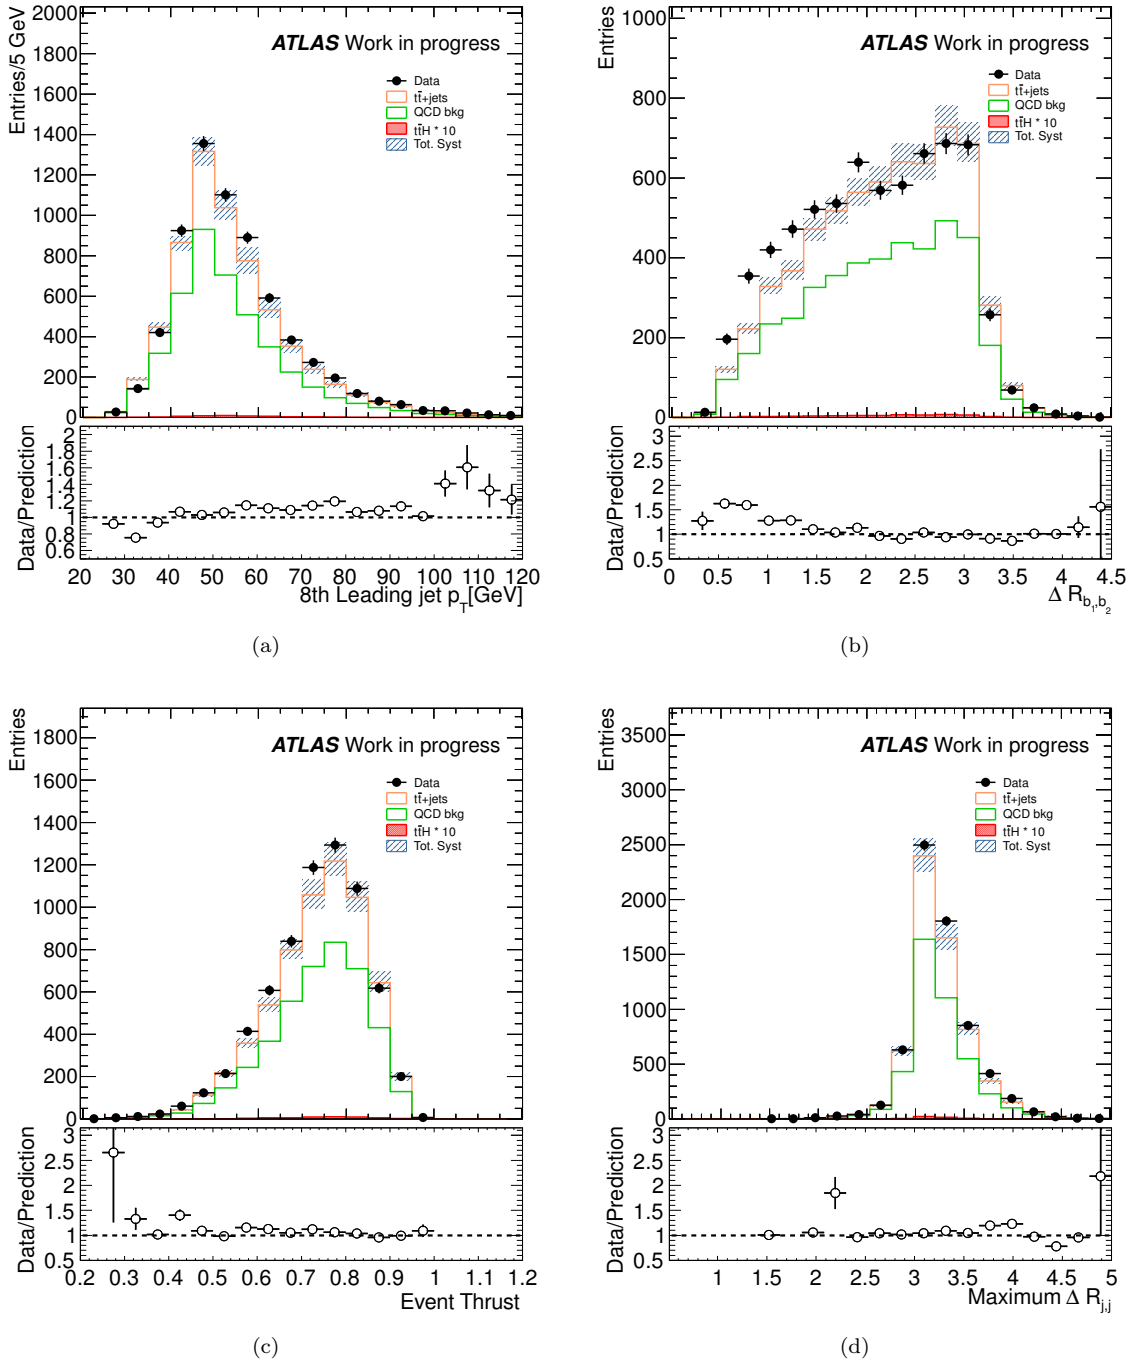 Entries/5 GeV
2000
1800
1600
1400
1200
1000
800
600
400
200
0
ATLAS Work in progress
Data
tt̄+jets
QCD bkg
tt̄H * 10
Tot. Syst
Data/Prediction
2
1.8
1.6
1.4
1.2
1
0.8
0.6
20 30 40 50 60 70 80 90 100 110 120
8th Leading jet p_T[GeV]
(a)
Entries
1000
800
600
400
200
0
ATLAS Work in progress
Data
tt̄+jets
QCD bkg
tt̄H * 10
Tot. Syst
Data/Prediction
3
2.5
2
1.5
1
0.5
0 0.5 1 1.5 2 2.5 3 3.5 4 4.5
Δ R_{b_1,b_2}
(b)
Entries
1800
1600
1400
1200
1000
800
600
400
200
0
ATLAS Work in progress
Data
tt̄+jets
QCD bkg
tt̄H * 10
Tot. Syst
Data/Prediction
3
2.5
2
1.5
1
0.5
0.2 0.3 0.4 0.5 0.6 0.7 0.8 0.9 1 1.1 1.2
Event Thrust
(c)
Entries
3500
3000
2500
2000
1500
1000
500
0
ATLAS Work in progress
Data
tt̄+jets
QCD bkg
tt̄H * 10
Tot. Syst
Data/Prediction
3
2.5
2
1.5
1
0.5
1 1.5 2 2.5 3 3.5 4 4.5 5
Maximum Δ R_{j,j}
(d)